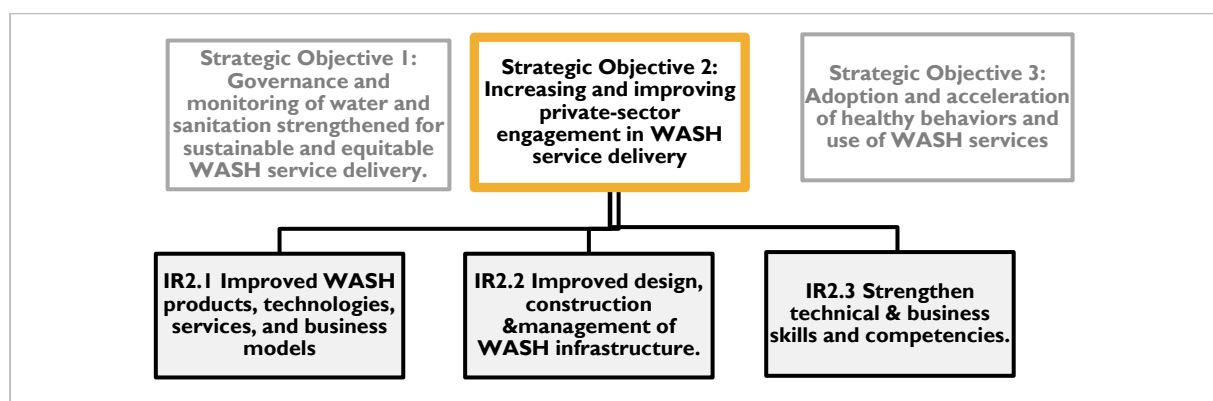 Strategic Objective 1:
Governance and
monitoring of water and
sanitation strengthened for
sustainable and equitable
WASH service delivery.
Strategic Objective 2:
Increasing and improving
private-sector
engagement in WASH
service delivery
Strategic Objective 3:
Adoption and acceleration
of healthy behaviors and
use of WASH services
IR2.1 Improved WASH
products, technologies,
services, and business
models
IR2.2 Improved design,
construction
&management of
WASH infrastructure.
IR2.3 Strengthen
technical & business
skills and competencies.